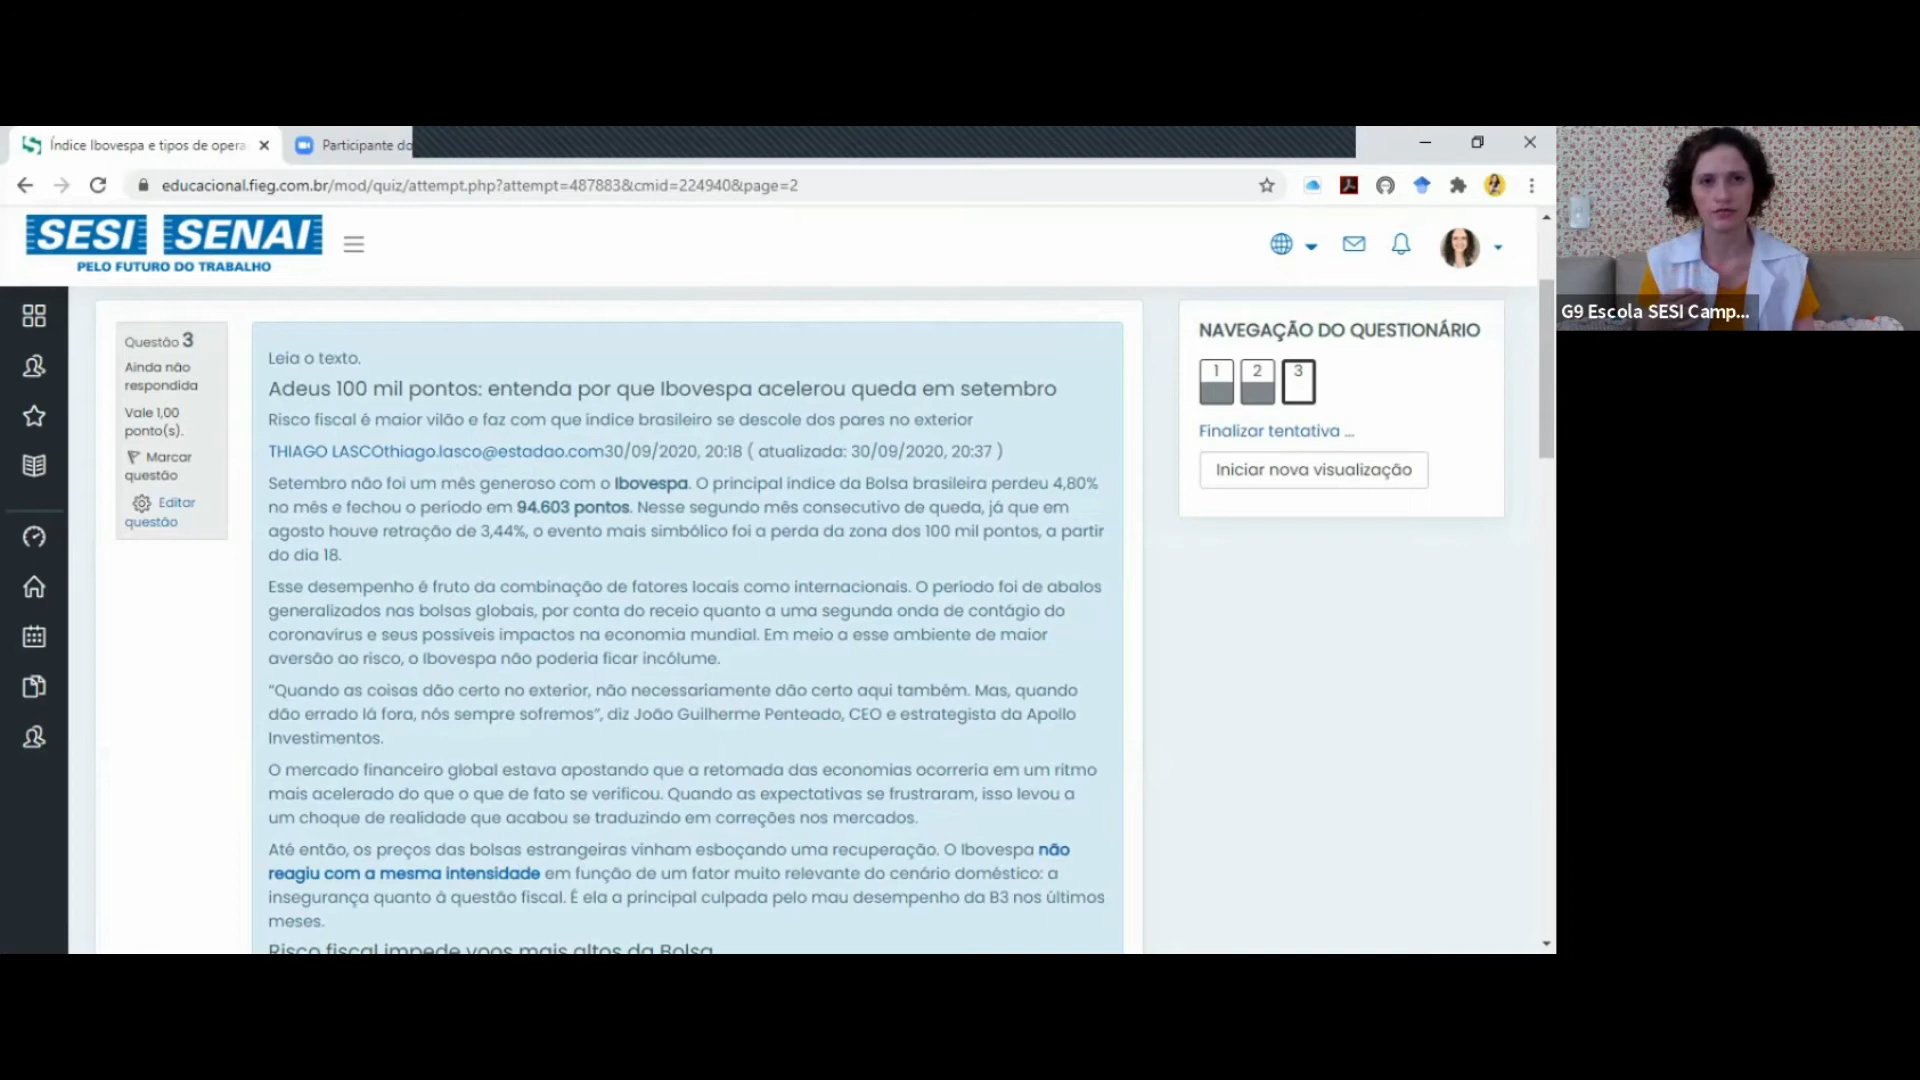 Índice Ibovespa e tipos de opera
Participante do
educacional.fieg.com.br/mod/quiz/attempt.php?attempt=487883&cmid=224940&page=2
SESI SENAI
PELO FUTURO DO TRABALHO
G9 Escola SESI Camp...
Questão 3
Ainda não
respondida
Vale 1,00
ponto(s).
Marcar
questão
Editar
questão
Leia o texto.
Adeus 100 mil pontos: entenda por que Ibovespa acelerou queda em setembro
Risco fiscal é maior vilão e faz com que índice brasileiro se descole dos pares no exterior
THIAGO LASCOthiago.lasco@estadao.com30/09/2020, 20:18 ( atualizada: 30/09/2020, 20:37 )
Setembro não foi um mês generoso com o Ibovespa. O principal índice da Bolsa brasileira perdeu 4,80%
no mês e fechou o período em 94.603 pontos. Nesse segundo mês consecutivo de queda, já que em
agosto houve retração de 3,44%, o evento mais simbólico foi a perda da zona dos 100 mil pontos, a partir
do dia 18.
Esse desempenho é fruto da combinação de fatores locais como internacionais. O período foi de abalos
generalizados nas bolsas globais, por conta do receio quanto a uma segunda onda de contágio do
coronavírus e seus possíveis impactos na economia mundial. Em meio a esse ambiente de maior
aversão ao risco, o Ibovespa não poderia ficar incólume.
“Quando as coisas dão certo no exterior, não necessariamente dão certo aqui também. Mas, quando
dão errado lá fora, nós sempre sofremos”, diz João Guilherme Penteado, CEO e estrategista da Apollo
Investimentos.
O mercado financeiro global estava apostando que a retomada das economias ocorreria em um ritmo
mais acelerado do que o que de fato se verificou. Quando as expectativas se frustraram, isso levou a
um choque de realidade que acabou se traduzindo em correções nos mercados.
Até então, os preços das bolsas estrangeiras vinham esboçando uma recuperação. O Ibovespa não
reagiu com a mesma intensidade em função de um fator muito relevante do cenário doméstico: a
insegurança quanto à questão fiscal. É ela a principal culpada pelo mau desempenho da B3 nos últimos
meses.
Risco fiscal impede voos mais altos da Bolsa
NAVEGAÇÃO DO QUESTIONÁRIO
1 2 3
Finalizar tentativa ...
Iniciar nova visualização